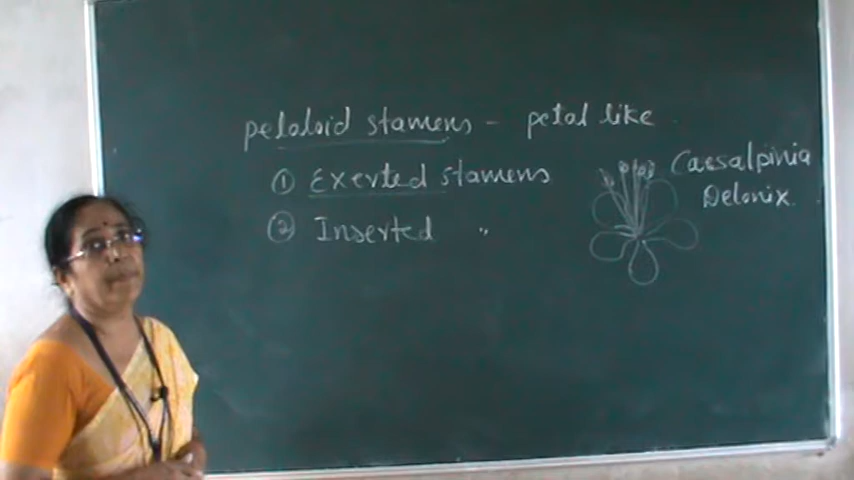 petaloid stamens - petal like
① Exerted stamens
② Inserted "
Caesalpinia
Delonix